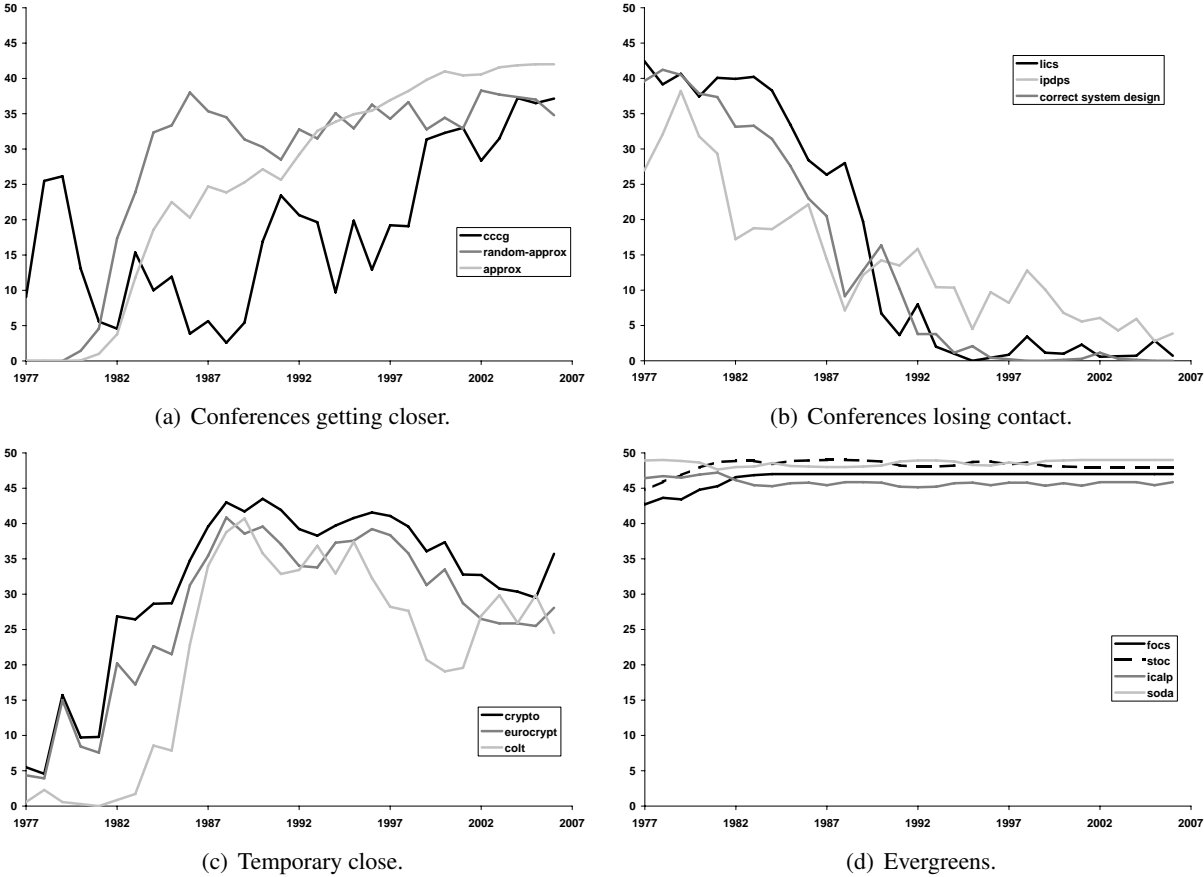 50
45
40
35
30
25
20
15
10
5
0
1977 1982 1987 1992 1997 2002 2007
cccg
random-approx
approx
(a) Conferences getting closer.
50
45
40
35
30
25
20
15
10
5
0
1977 1982 1987 1992 1997 2002 2007
lics
ipdps
correct system design
(b) Conferences losing contact.
50
45
40
35
30
25
20
15
10
5
0
1977 1982 1987 1992 1997 2002 2007
crypto
eurocrypt
colt
(c) Temporary close.
50
45
40
35
30
25
20
15
10
5
0
1977 1982 1987 1992 1997 2002 2007
focs
stoc
icalp
soda
(d) Evergreens.